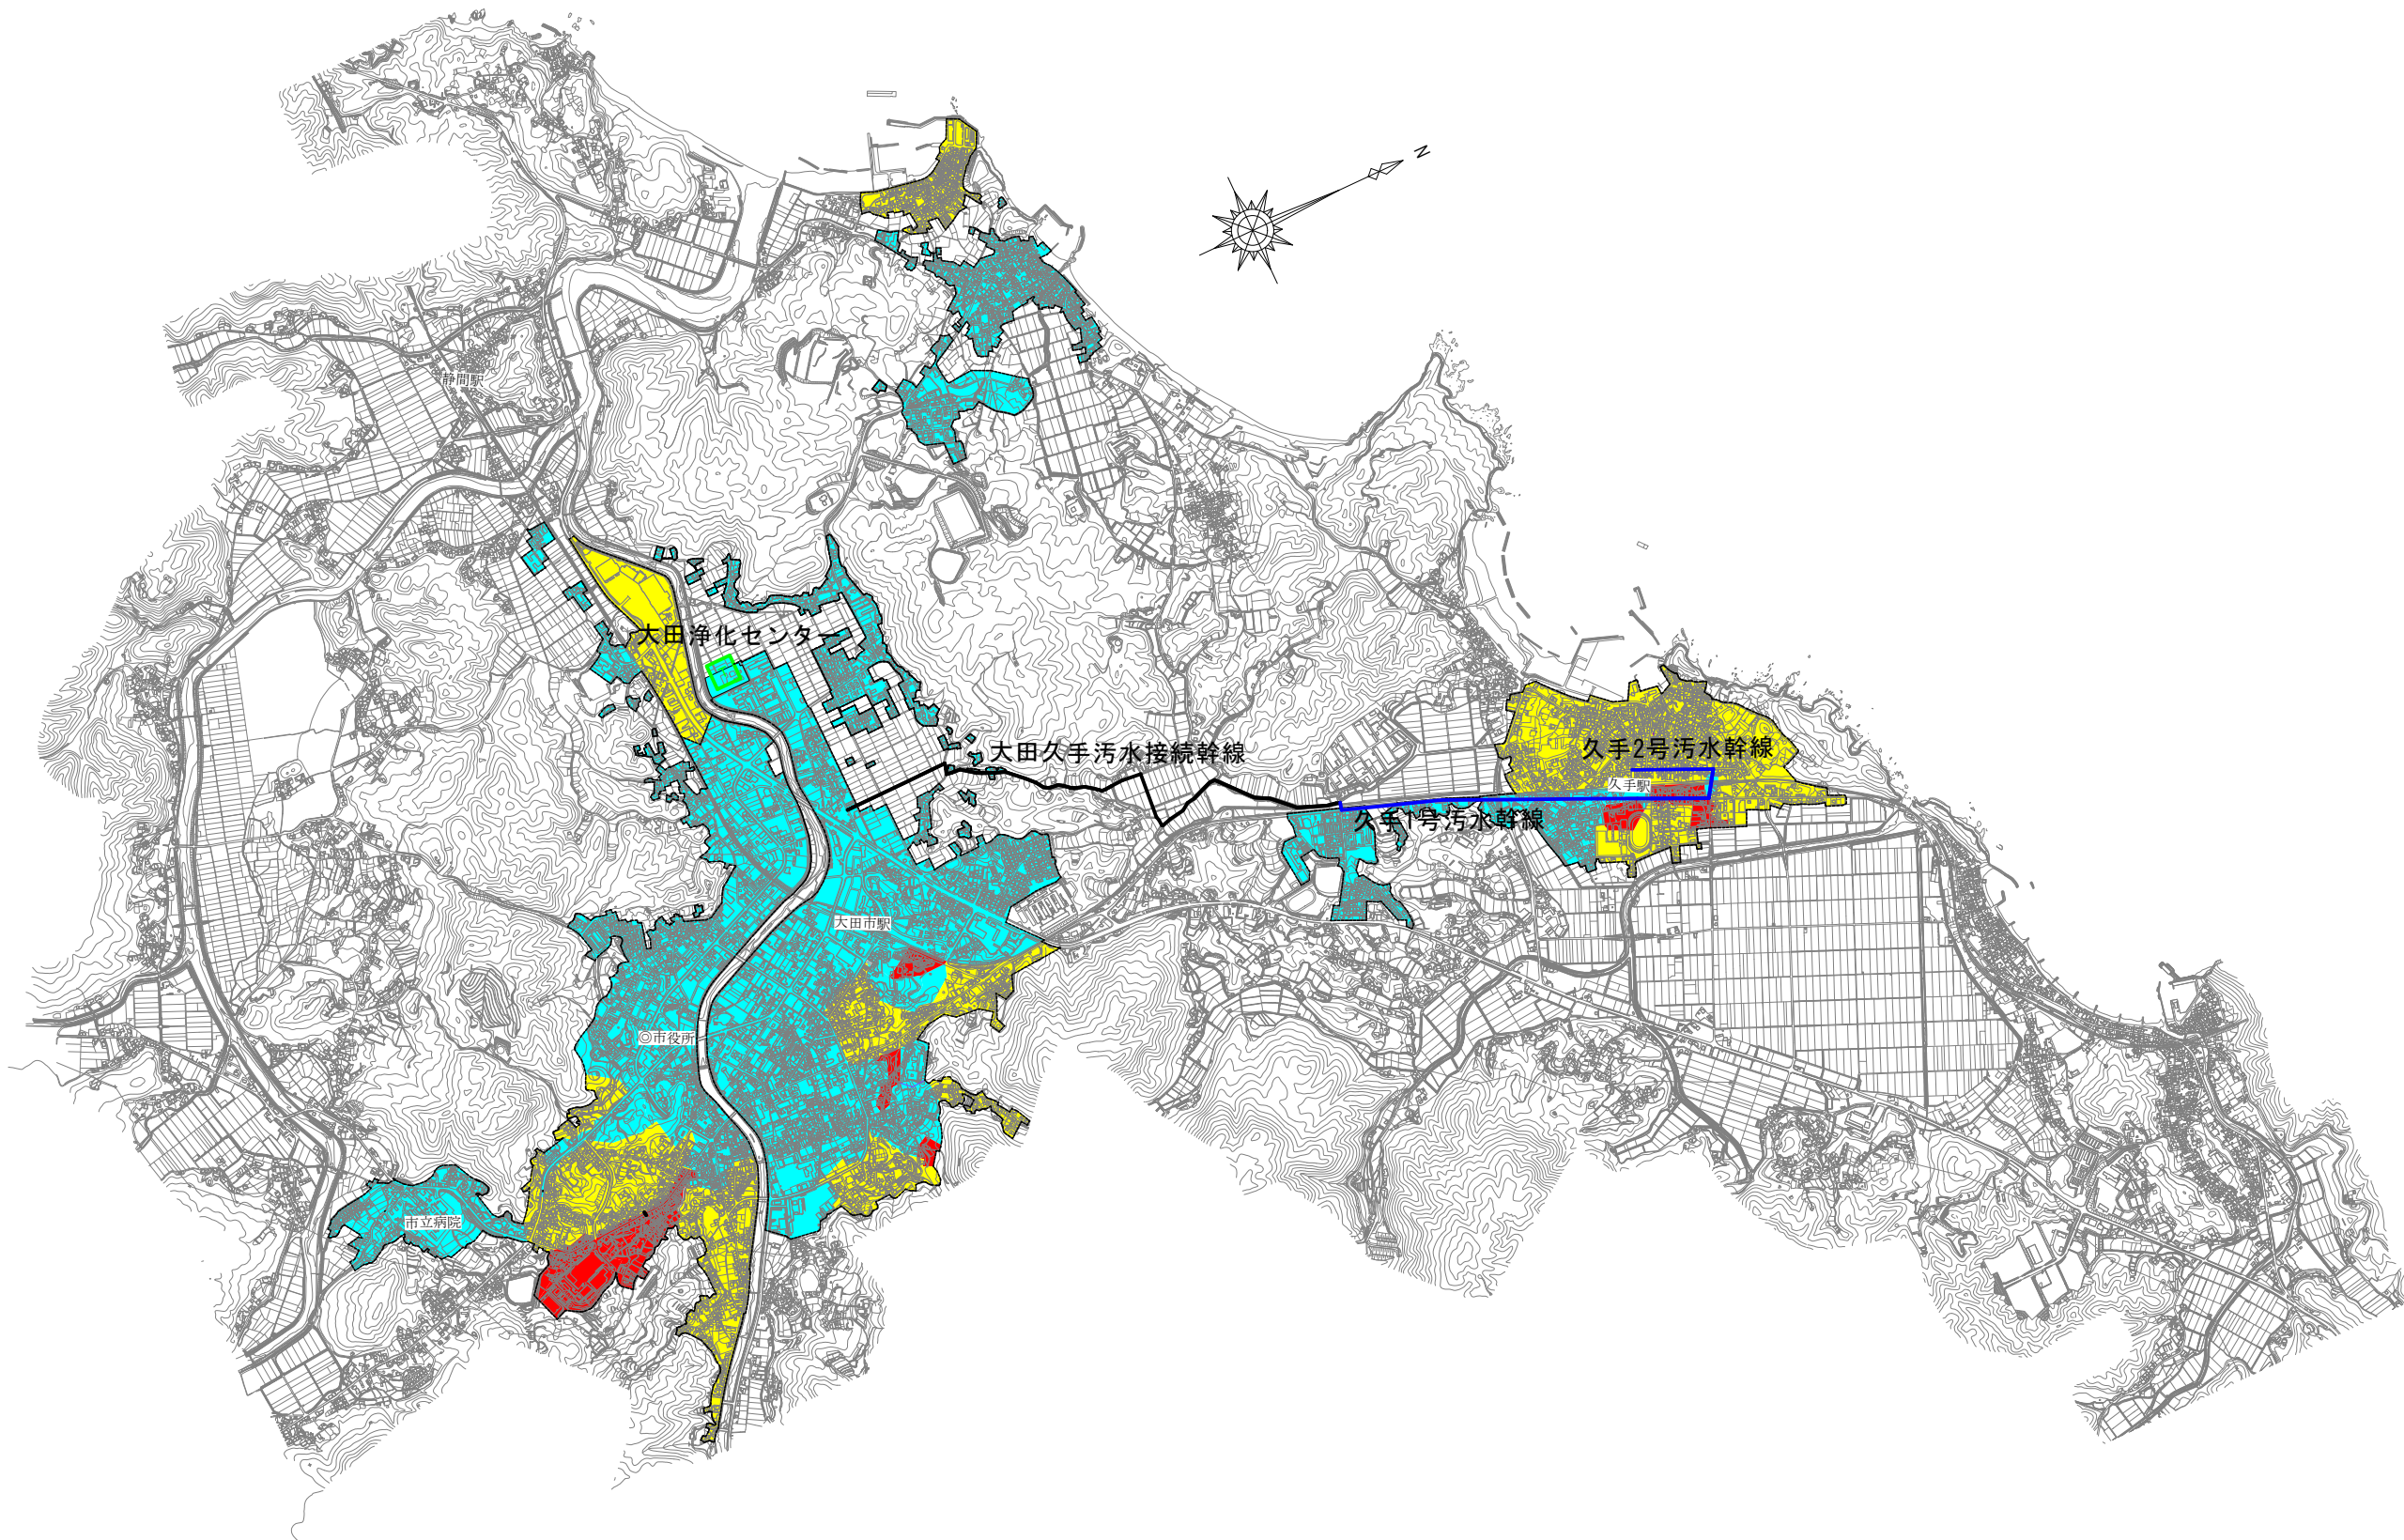 N
静間駅
大田浄化センター
大田久手汚水接続幹線
久手2号汚水幹線
久手駅
久手1号汚水幹線
大田市駅
◎市役所
市立病院